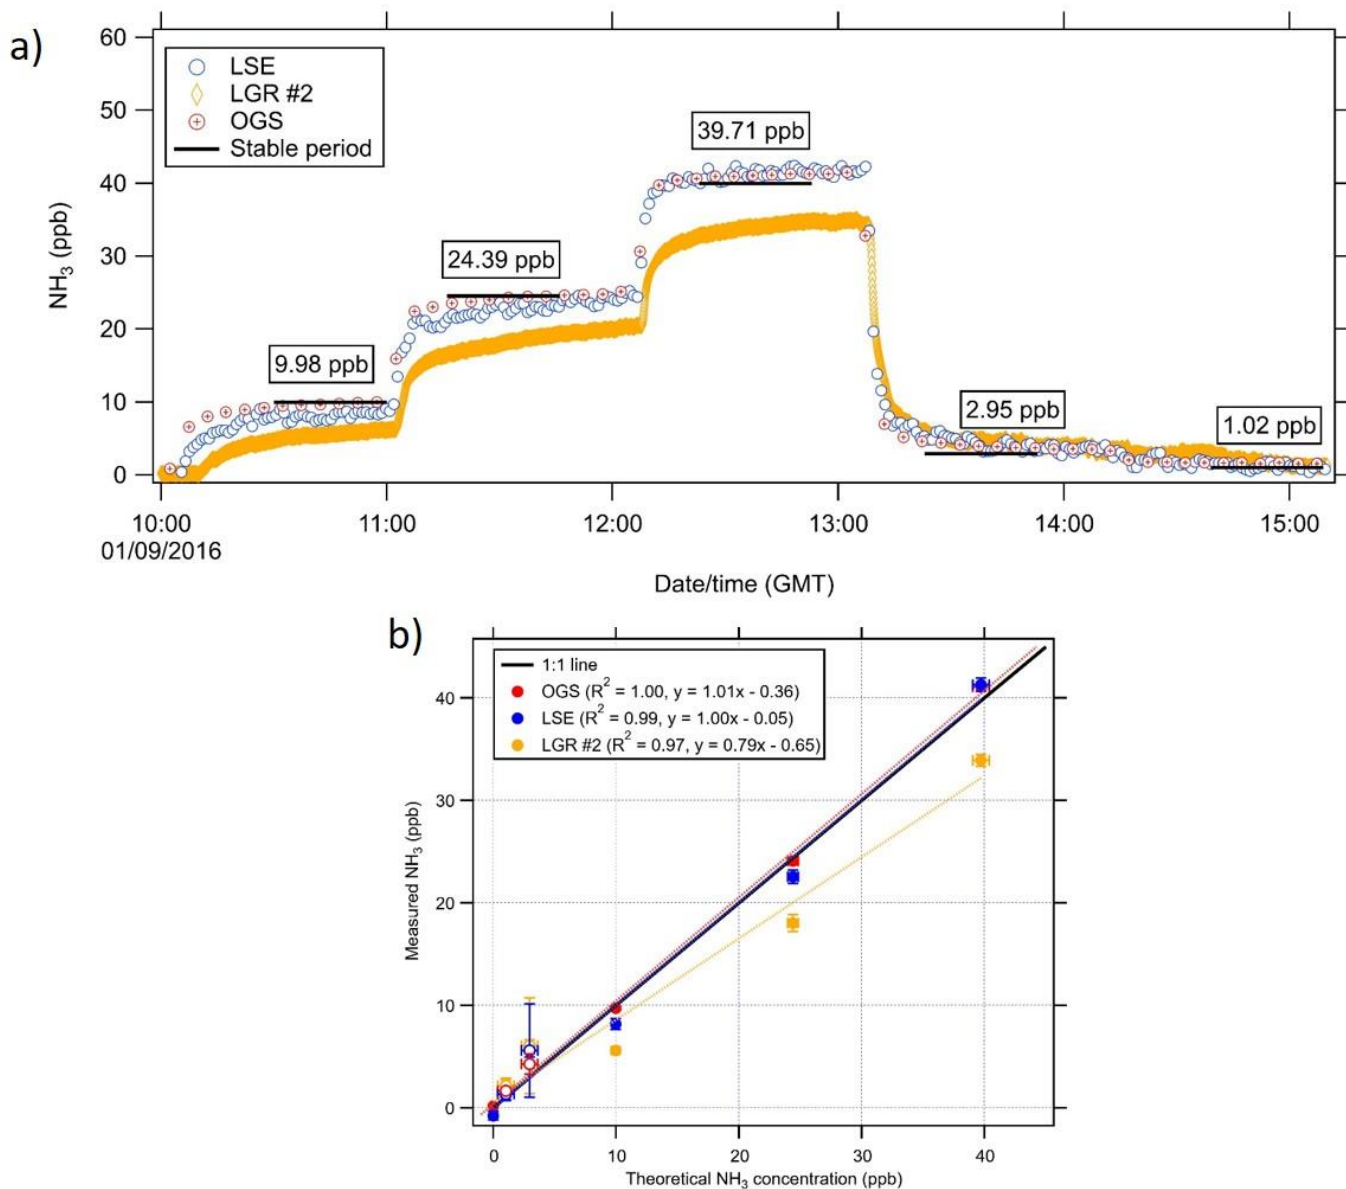 a)
60
50
40
30
20
10
0
NH3 (ppb)
LSE
LGR #2
OGS
Stable period
39.71 ppb
24.39 ppb
9.98 ppb
2.95 ppb
1.02 ppb
10:00 11:00 12:00 13:00 14:00 15:00
01/09/2016
Date/time (GMT)
b)
1:1 line
OGS (R2 = 1.00, y = 1.01x - 0.36)
LSE (R2 = 0.99, y = 1.00x - 0.05)
LGR #2 (R2 = 0.97, y = 0.79x - 0.65)
40
30
20
10
0
Measured NH3 (ppb)
0 10 20 30 40
Theoretical NH3 concentration (ppb)